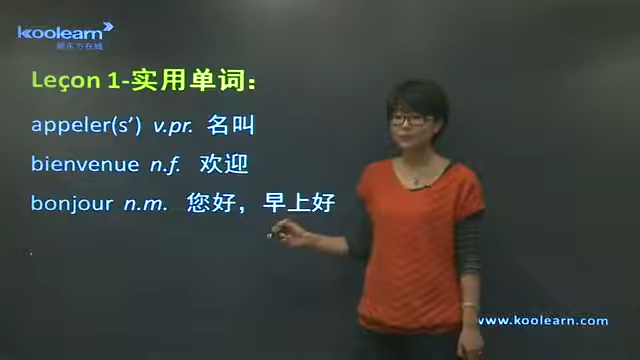 koolearn
新东方在线
Leçon 1-实用单词：
appeler(s') v.pr. 名叫
bienvenue n.f. 欢迎
bonjour n.m. 您好，早上好
www.koolearn.com